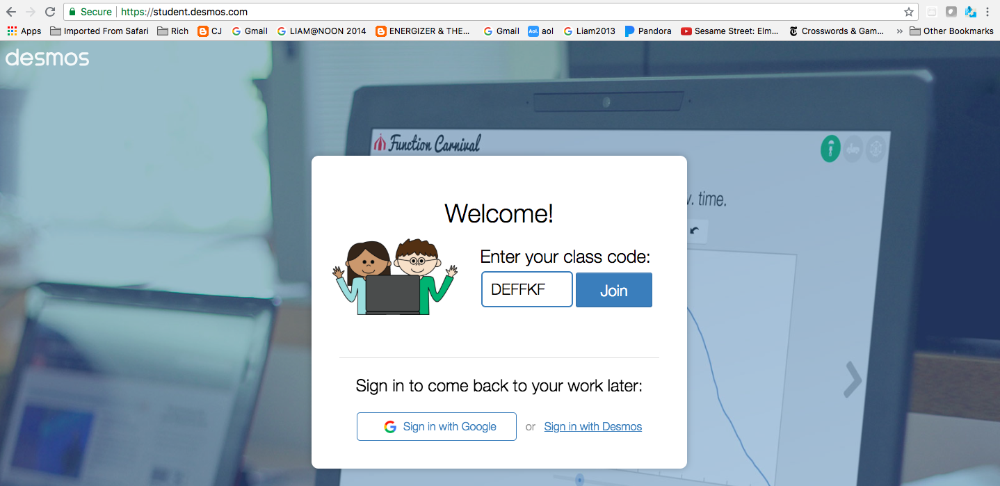 Secure https://student.desmos.com
Apps Imported From Safari Rich CJ Gmail LIAM@NOON 2014 ENERGIZER & THE... Gmail Aol. aol Liam2013 Pandora Sesame Street: Elm... Crosswords & Gam... » Other Bookmarks
desmos
Function Carnival
v. time.
Welcome!
Enter your class code:
DEFFKF Join
Sign in to come back to your work later:
Sign in with Google or Sign in with Desmos